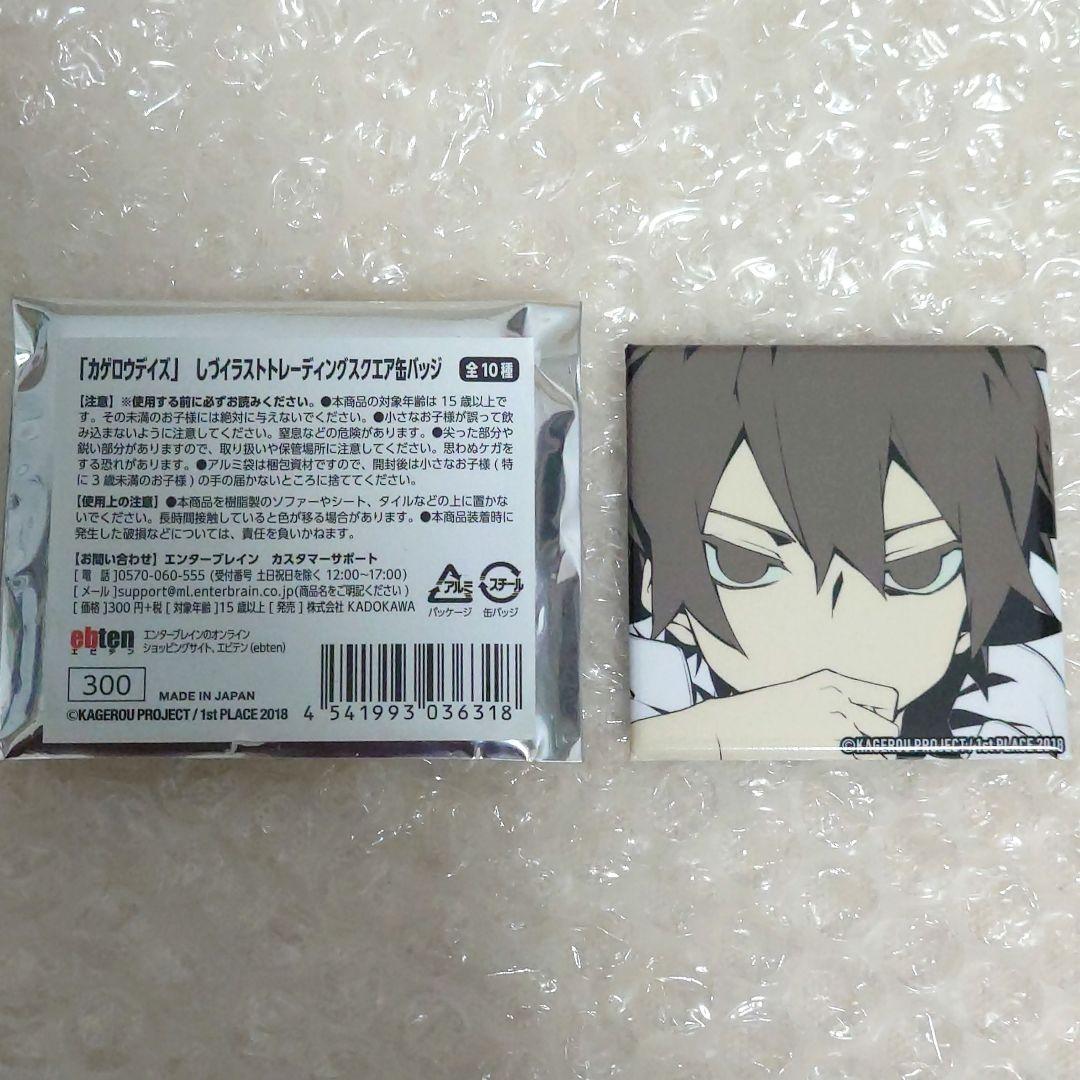 「カゲロウデイズ」 しづイラストトレーディングスクエア缶バッジ 全10種
【注意】※使用する前に必ずお読みください。●本商品の対象年齢は15歳以上で
す。その未満のお子様には絶対に与えないでください。●小さなお子様が誤って飲
み込まないように注意してください。窒息などの危険があります。●尖った部分や
鋭い部分がありますので、取り扱いや保管場所に注意してください。思わぬケガを
する恐れがあります。●アルミ袋は梱包資材ですので、開封後は小さなお子様(特
に3歳未満のお子様)の手の届かないところに捨ててください。
【使用上の注意】●本商品を樹脂製のソファーやシート、タイルなどの上に置かな
いでください。長時間接触していると色が移る場合があります。●本商品装着時に
発生した破損などについては、責任を負いかねます。
【お問い合わせ】エンターブレイン カスタマーサポート
[電 話]0570-060-555(受付番号 土日祝日を除く 12:00~17:00)
[メール]support@ml.enterbrain.co.jp(商品名をご明記ください)
[価格]300円+税[対象年齢]15歳以上[発売]株式会社 KADOKAWA
アルミ
パッケージ
スチール
缶バッジ
ebten
エビテン
エンターブレインのオンライン
ショッピングサイト、エビテン(ebten)
300
MADE IN JAPAN
©KAGEROU PROJECT / 1st PLACE 2018
4 541993 036318
©KAGEROU PROJECT / 1st PLACE 2018